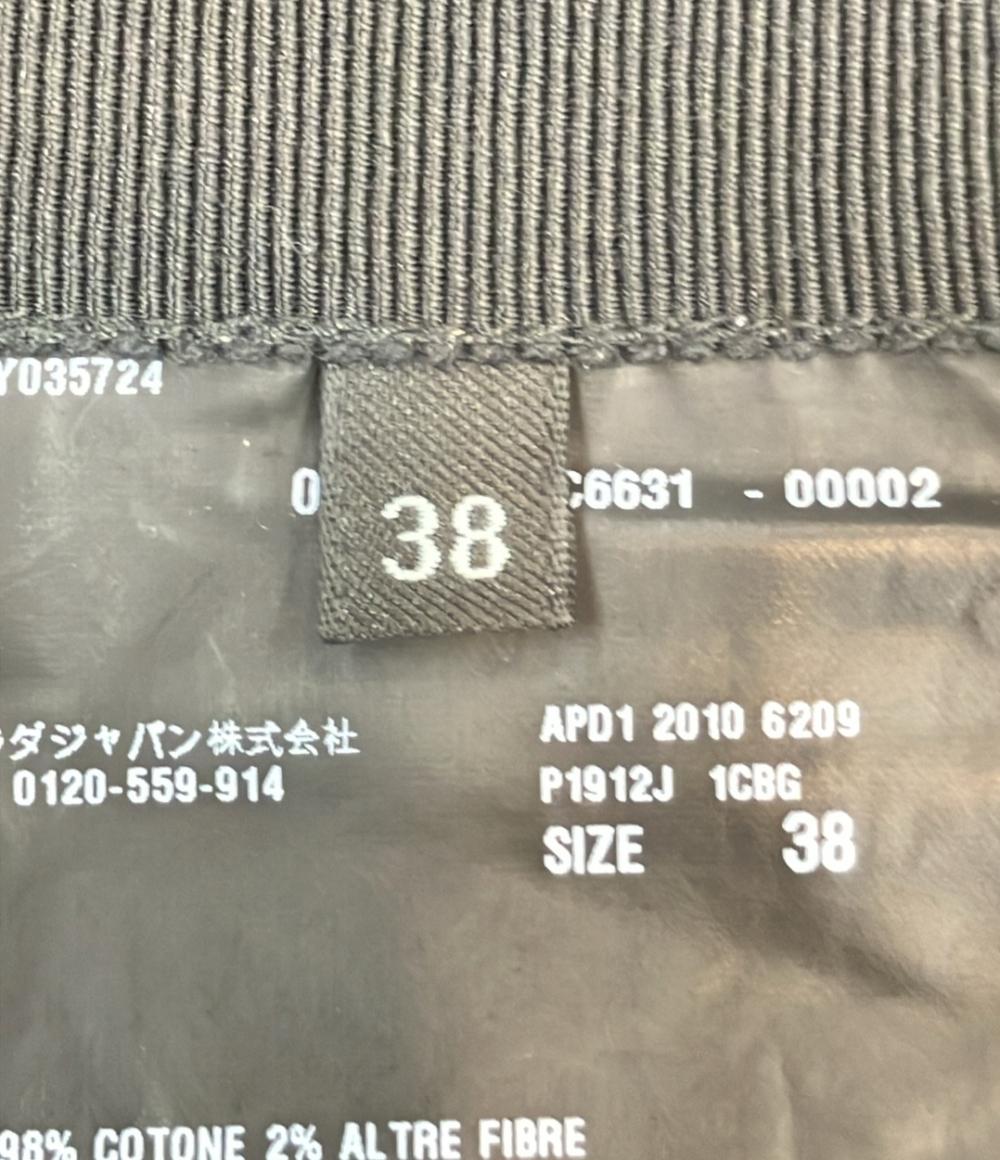 Y035724
0 6631 - 00002
38
ダジャパン株式会社
0120-559-914
APD1 2010 6209
P1912J 1CBG
SIZE 38
98% COTONE 2% ALTRE FIBRE